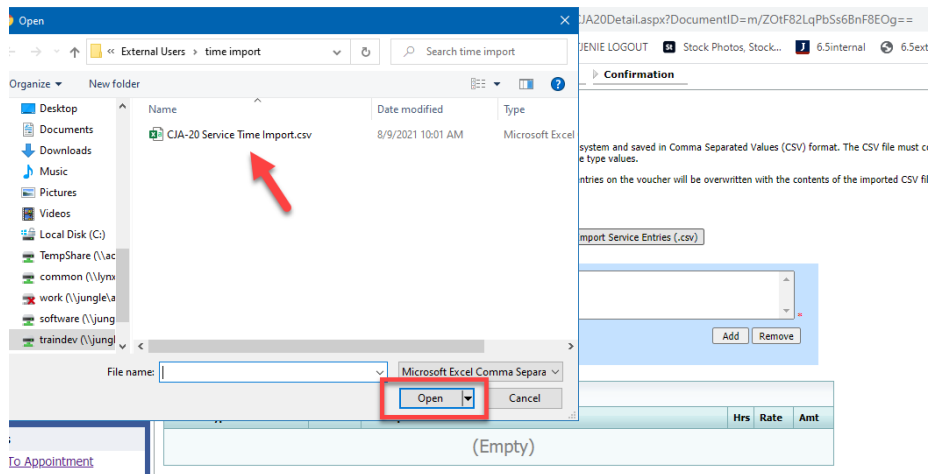 Open
CJA20Detail.aspx?DocumentID=m/ZOtF82LqPbSs6BnF8EOg==
« External Users > time import
Search time import
JENIE LOGOUT St Stock Photos, Stock... J 6.5internal 6.5ext
Confirmation
Organize New folder
Name Date modified Type
Desktop
Documents
Downloads
Music
Pictures
Videos
Local Disk (C:)
TempShare (\\ac
common (\\lynx
work (\\jungle\a
software (\\jung
traindev (\\jungl
CJA-20 Service Time Import.csv 8/9/2021 10:01 AM Microsoft Excel
system and saved in Comma Separated Values (CSV) format. The CSV file must co
e type values.
entries on the voucher will be overwritten with the contents of the imported CSV fil
mport Service Entries (.csv)
Add Remove
File name: Microsoft Excel Comma Separa
Open Cancel
Hrs Rate Amt
(Empty)
s
To Appointment